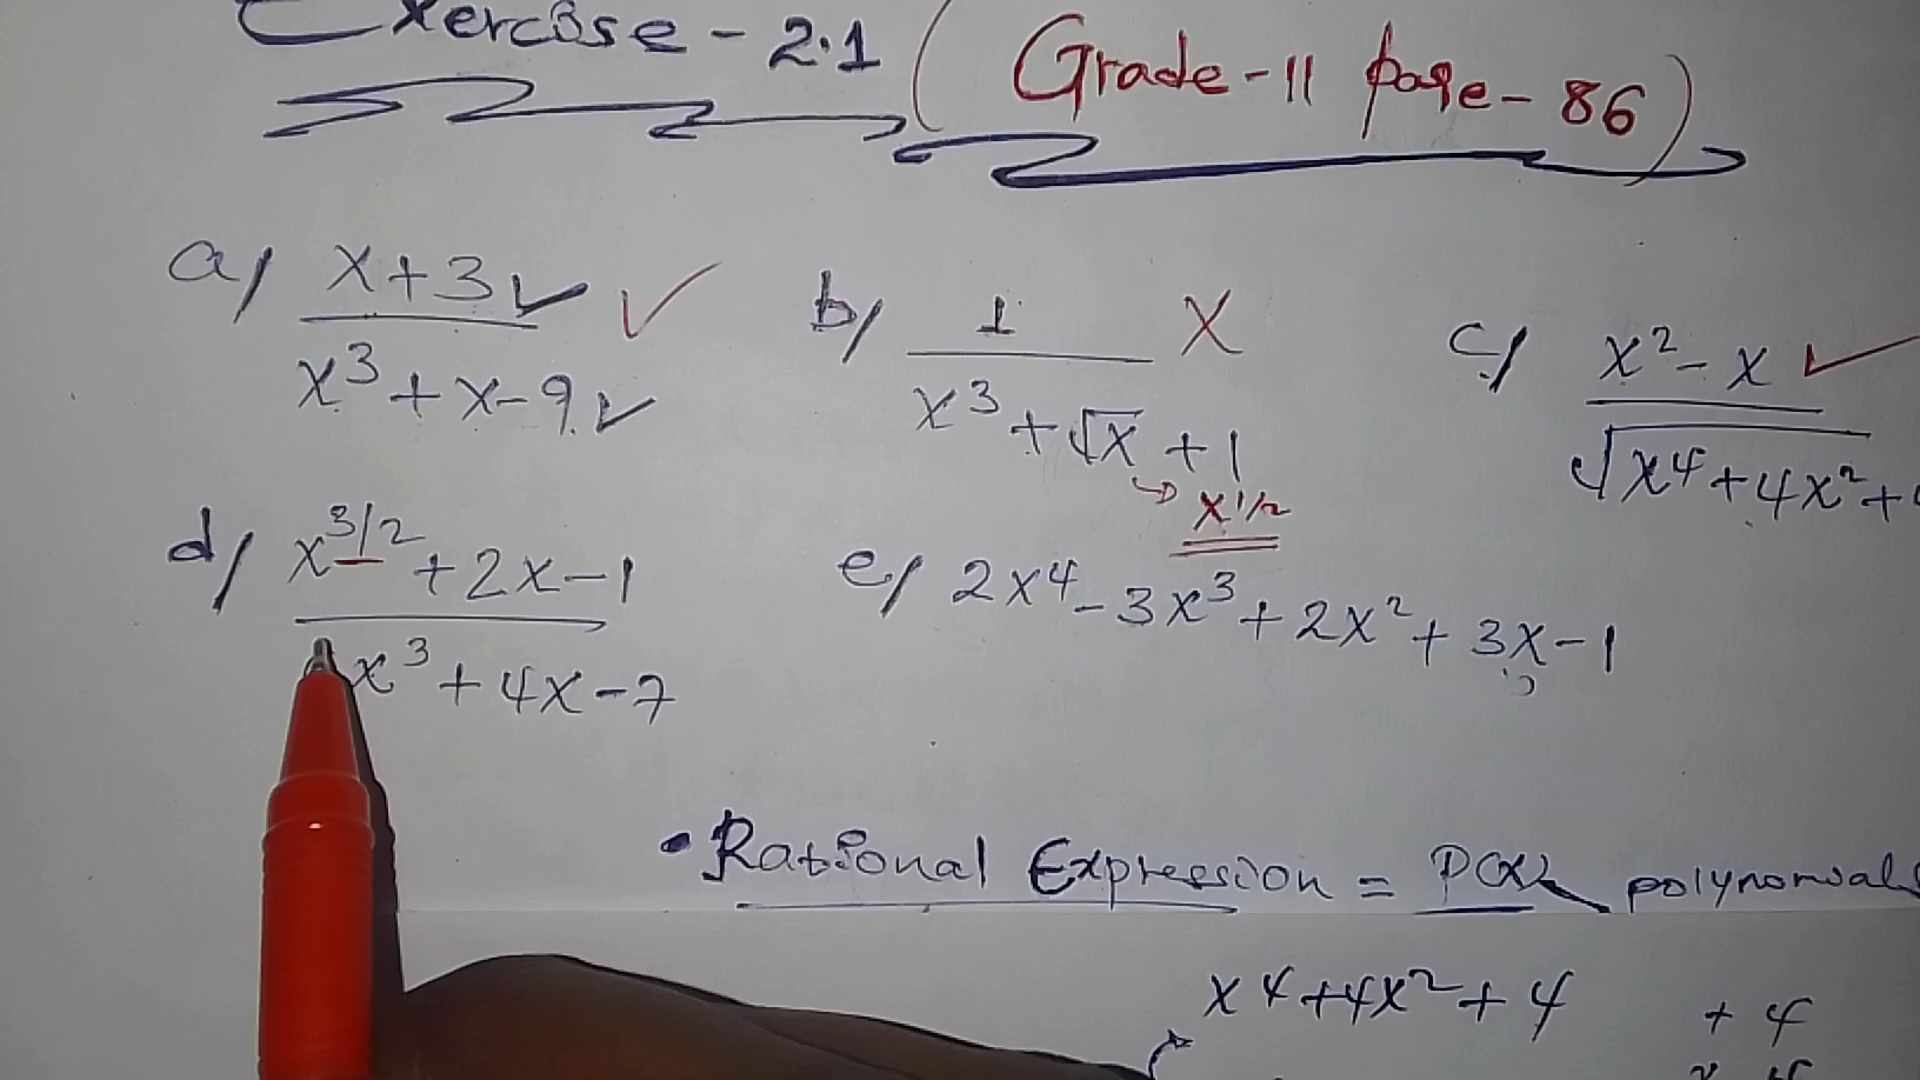 Exercise - 2.1 (Grade-11 page-86)
a/ x+3 ✓ ✓
x³ + x - 9 ✓
b/ 1 X
x³ + √x + 1
→ x^1/2
c/ x² - x ✓
√x⁴ + 4x² +
d/ x^3/2 + 2x - 1
x³ + 4x - 7
e/ 2x⁴ - 3x³ + 2x² + 3x - 1
• Rational Expression = P(x) polynomials
x⁴ + 4x² + 4
+ 4